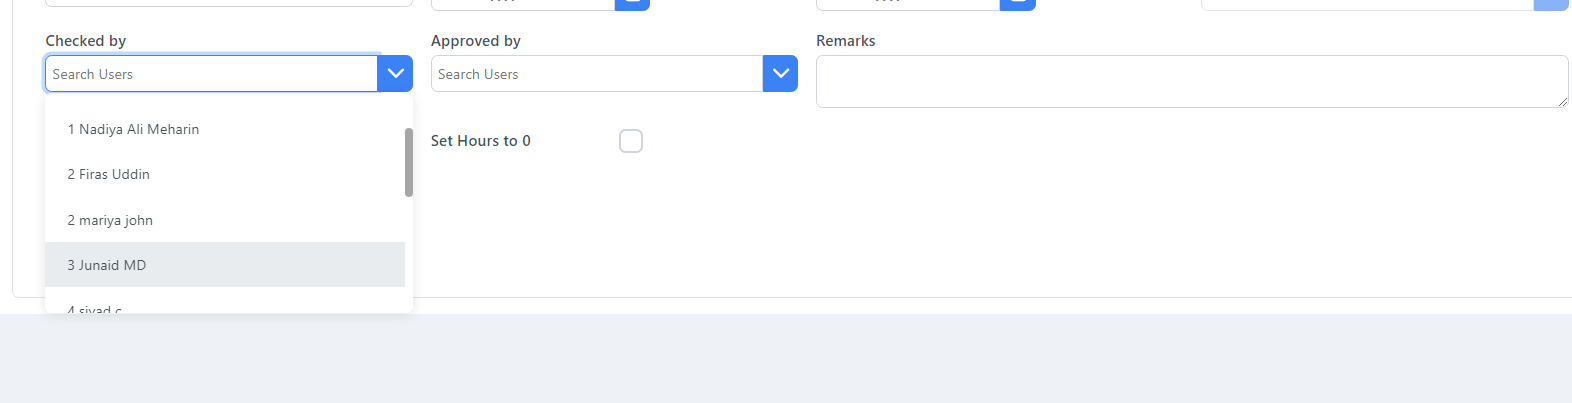 Checked by
Approved by
Remarks
Search Users
Search Users
1 Nadiya Ali Meharin
Set Hours to 0
2 Firas Uddin
2 mariya john
3 Junaid MD
4 siyad c